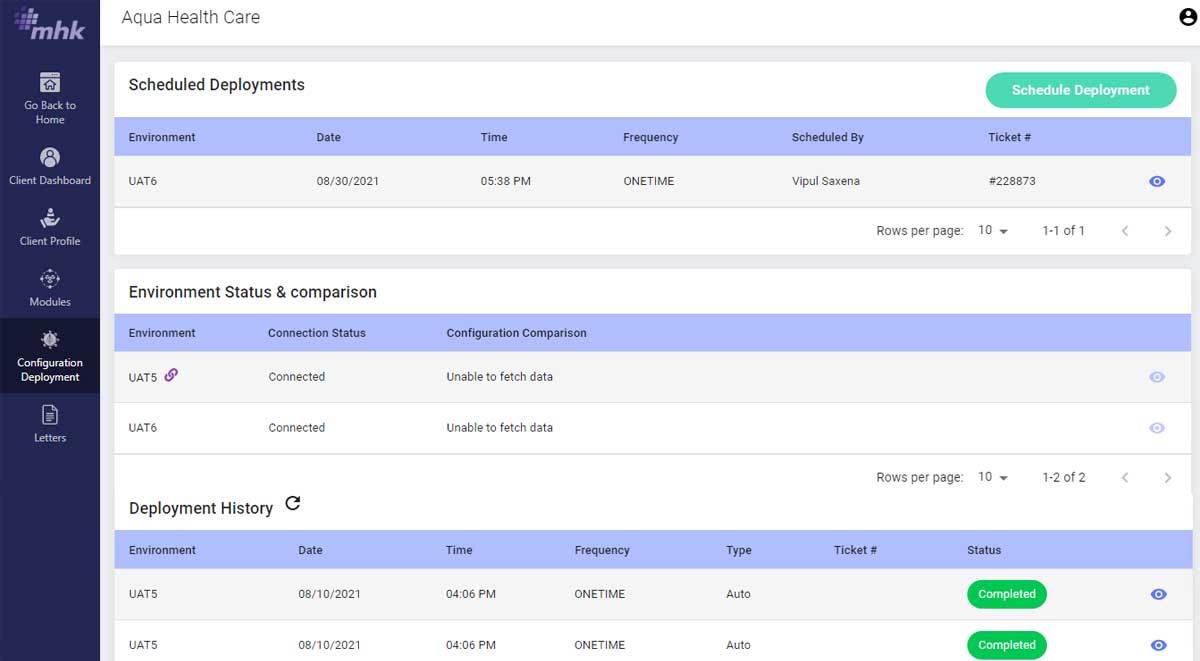 mhk
Aqua Health Care
Go Back to
Home
Client Dashboard
Client Profile
Modules
Configuration
Deployment
Letters
Scheduled Deployments
Schedule Deployment
Environment Date Time Frequency Scheduled By Ticket #
UAT6 08/30/2021 05:38 PM ONETIME Vipul Saxena #228873
Rows per page: 10 1-1 of 1
Environment Status & comparison
Environment Connection Status Configuration Comparison
UAT5 Connected Unable to fetch data
UAT6 Connected Unable to fetch data
Rows per page: 10 1-2 of 2
Deployment History
Environment Date Time Frequency Type Ticket # Status
UAT5 08/10/2021 04:06 PM ONETIME Auto Completed
UAT5 08/10/2021 04:06 PM ONETIME Auto Completed